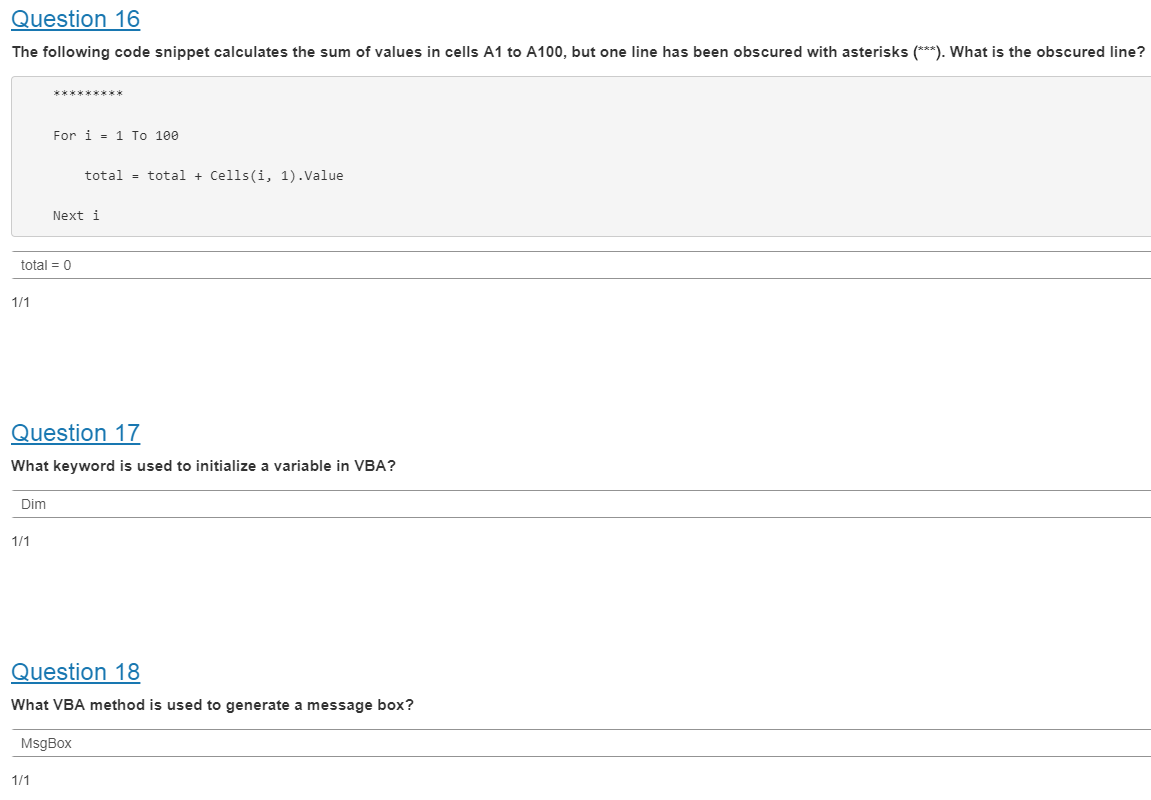 Question 16
The following code snippet calculates the sum of values in cells A1 to A100, but one line has been obscured with asterisks (***). What is the obscured line?
*********
For i = 1 To 100
total = total + Cells(i, 1).Value
Next i
total = 0
1/1
Question 17
What keyword is used to initialize a variable in VBA?
Dim
1/1
Question 18
What VBA method is used to generate a message box?
MsgBox
1/1